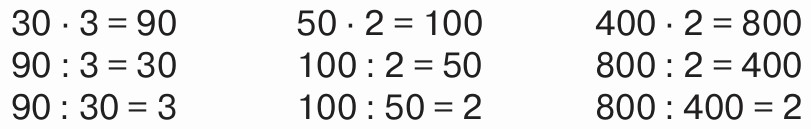 30 · 3 = 90 50 · 2 = 100 400 · 2 = 800
90 : 3 = 30 100 : 2 = 50 800 : 2 = 400
90 : 30 = 3 100 : 50 = 2 800 : 400 = 2